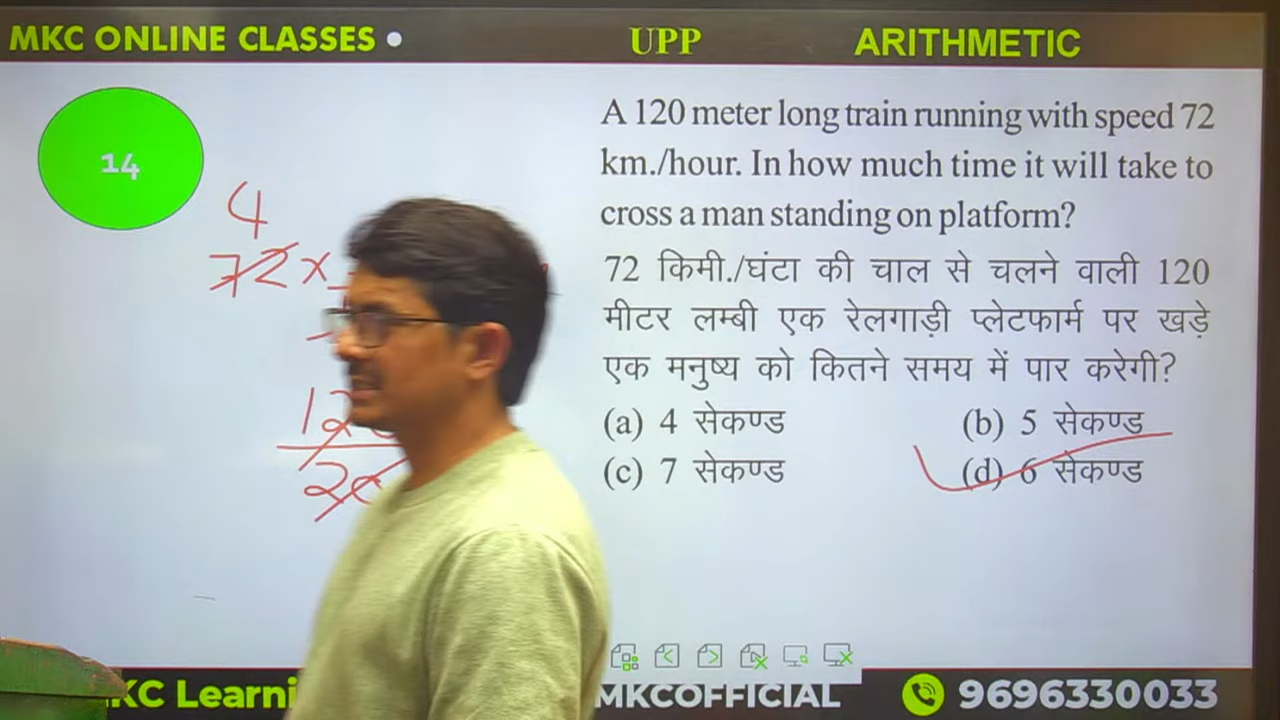 MKC ONLINE CLASSES
UPP
ARITHMETIC
14
A 120 meter long train running with speed 72
km./hour. In how much time it will take to
cross a man standing on platform?
72 किमी./घंटा की चाल से चलने वाली 120
मीटर लम्बी एक रेलगाड़ी प्लेटफार्म पर खड़े
एक मनुष्य को कितने समय में पार करेगी?
(a) 4 सेकण्ड (b) 5 सेकण्ड
(c) 7 सेकण्ड (d) 6 सेकण्ड
4
72 x
MKCOFFICIAL
9696330033